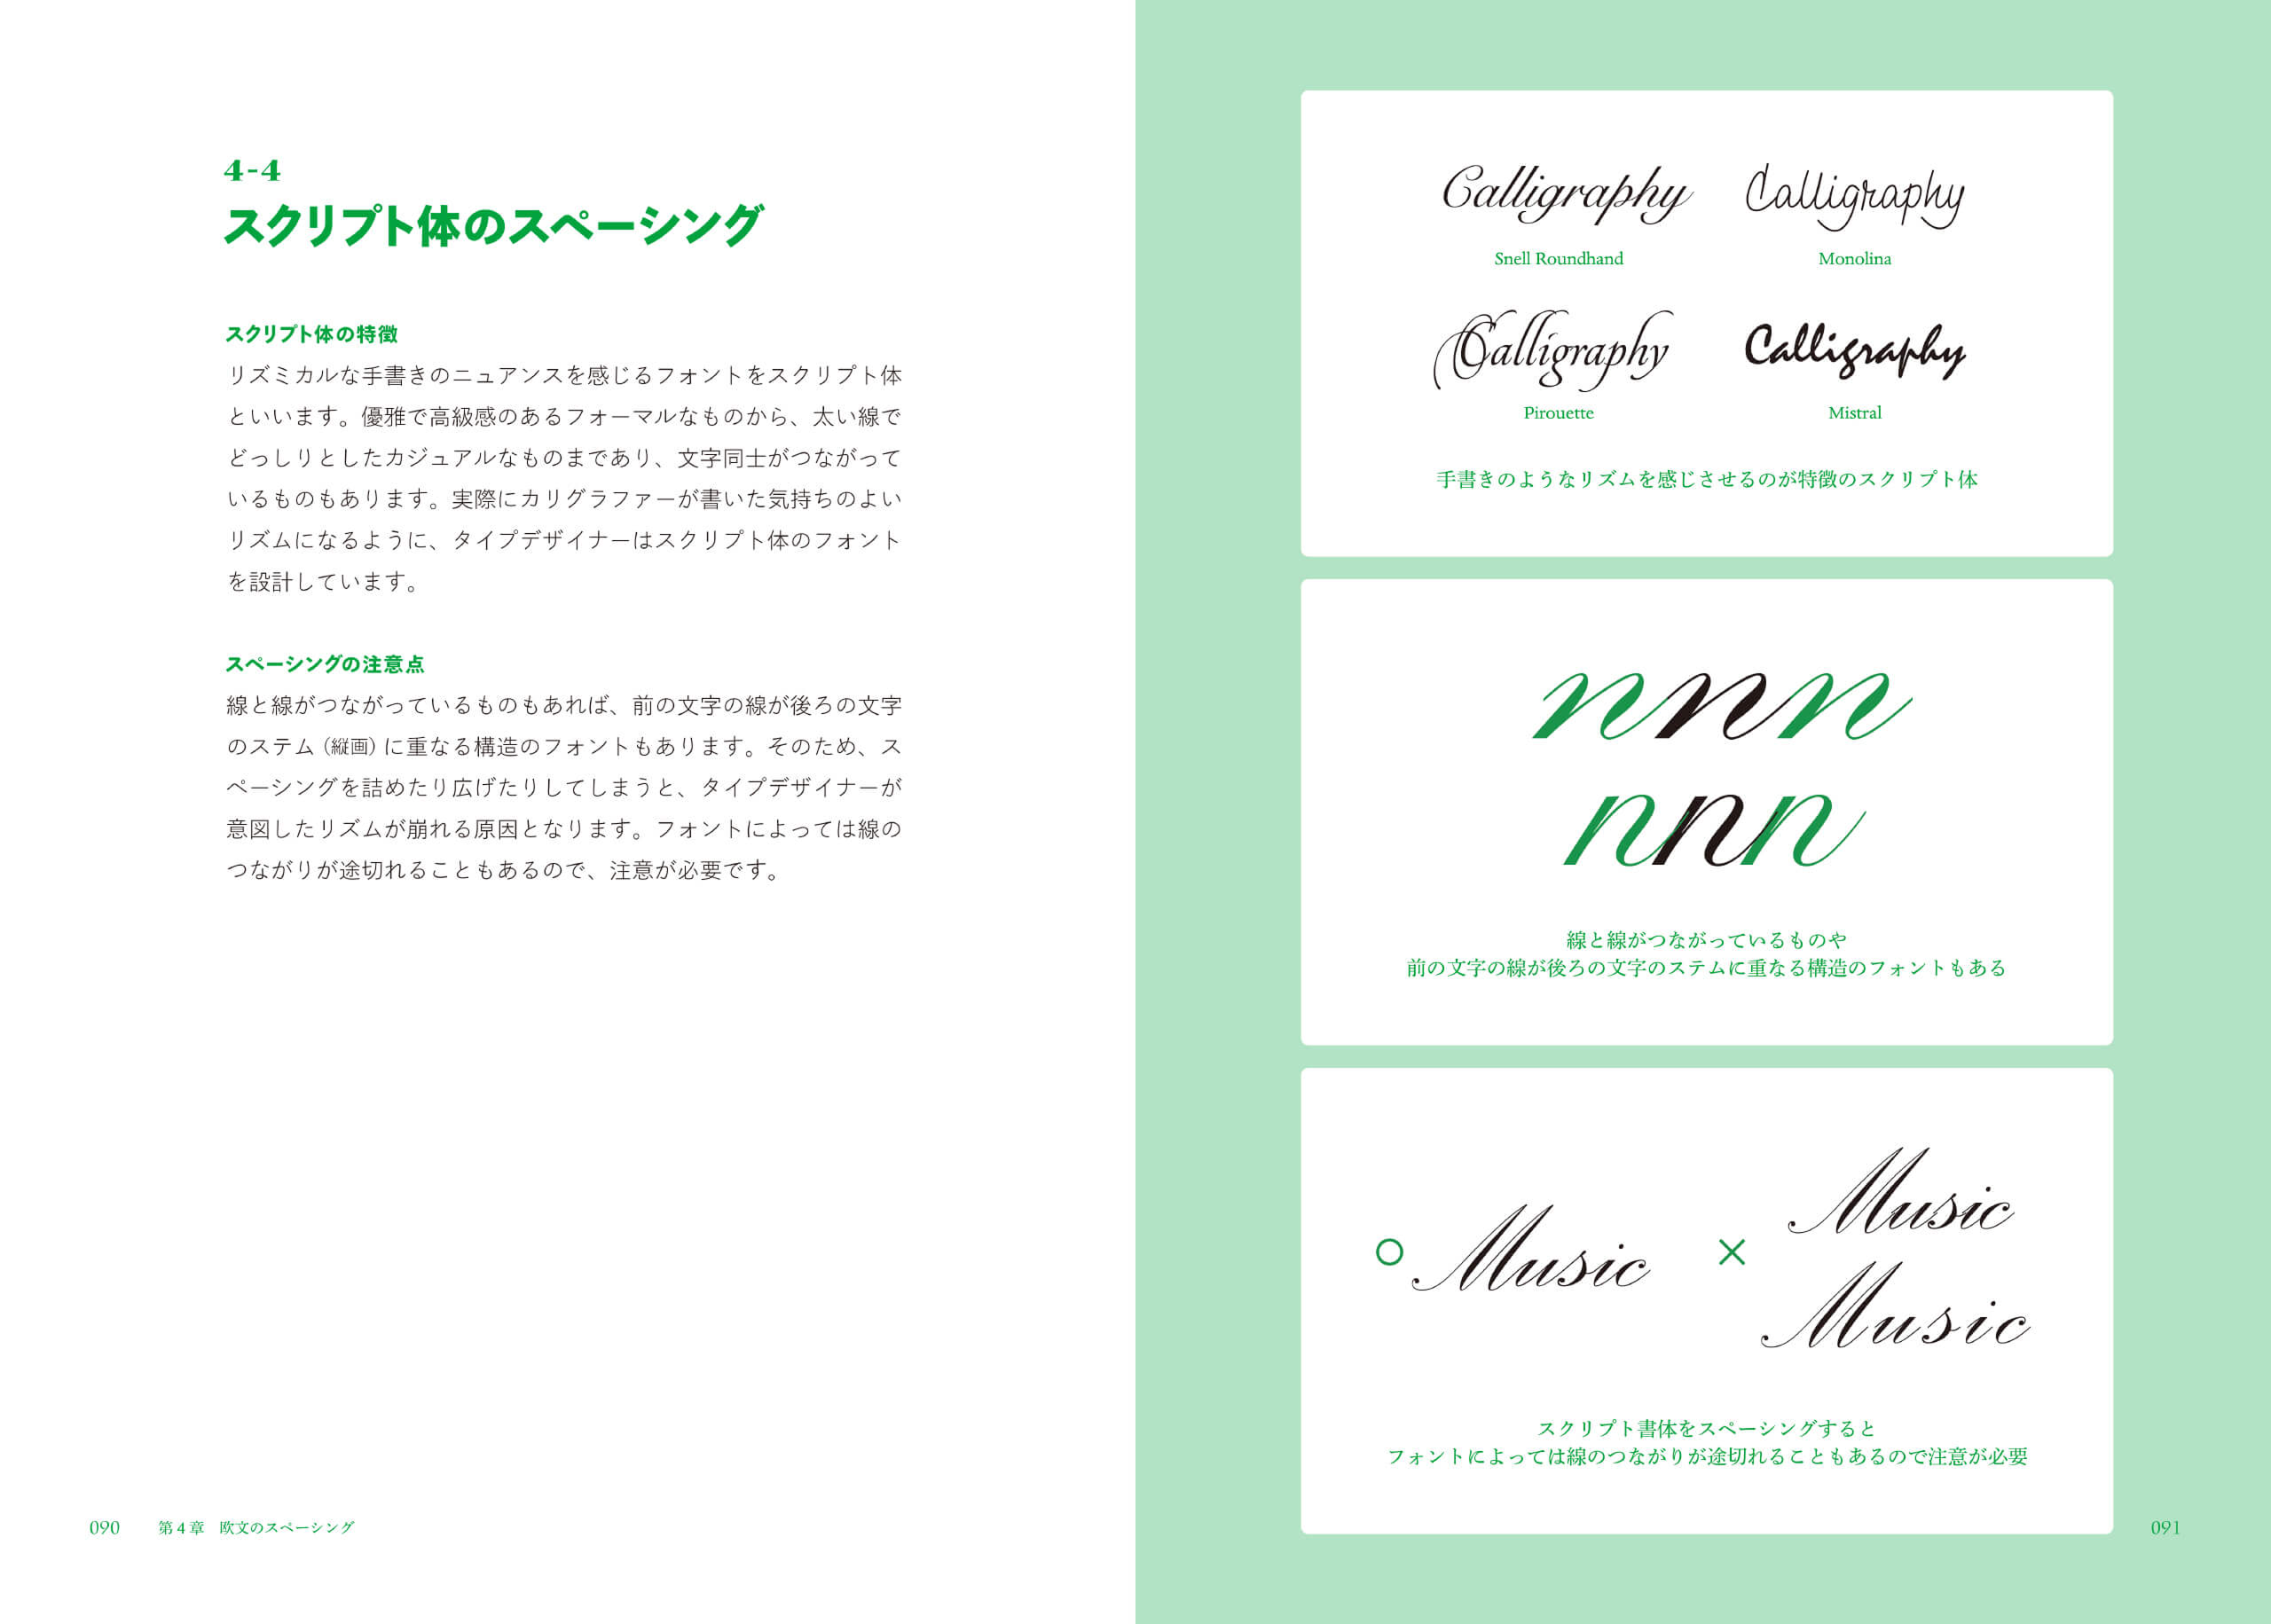 4-4
スクリプト体のスペーシング
スクリプト体の特徴
リズミカルな手書きのニュアンスを感じるフォントをスクリプト体
といいます。優雅で高級感のあるフォーマルなものから、太い線で
どっしりとしたカジュアルなものまであり、文字同士がつながって
いるものもあります。実際にカリグラファーが書いた気持ちのよい
リズムになるように、タイプデザイナーはスクリプト体のフォント
を設計しています。
スペーシングの注意点
線と線がつながっているものもあれば、前の文字の線が後ろの文字
のステム（縦画）に重なる構造のフォントもあります。そのため、ス
ペーシングを詰めたり広げたりしてしまうと、タイプデザイナーが
意図したリズムが崩れる原因となります。フォントによっては線の
つながりが途切れることもあるので、注意が必要です。
090 第4章 欧文のスペーシング
Calligraphy Calligraphy
Snell Roundhand Monolina
Calligraphy Calligraphy
Pirouette Mistral
手書きのようなリズムを感じさせるのが特徴のスクリプト体
nnn
nnn
線と線がつながっているものや
前の文字の線が後ろの文字のステムに重なる構造のフォントもある
○ Music × Music
Music
スクリプト書体をスペーシングすると
フォントによっては線のつながりが途切れることもあるので注意が必要
091